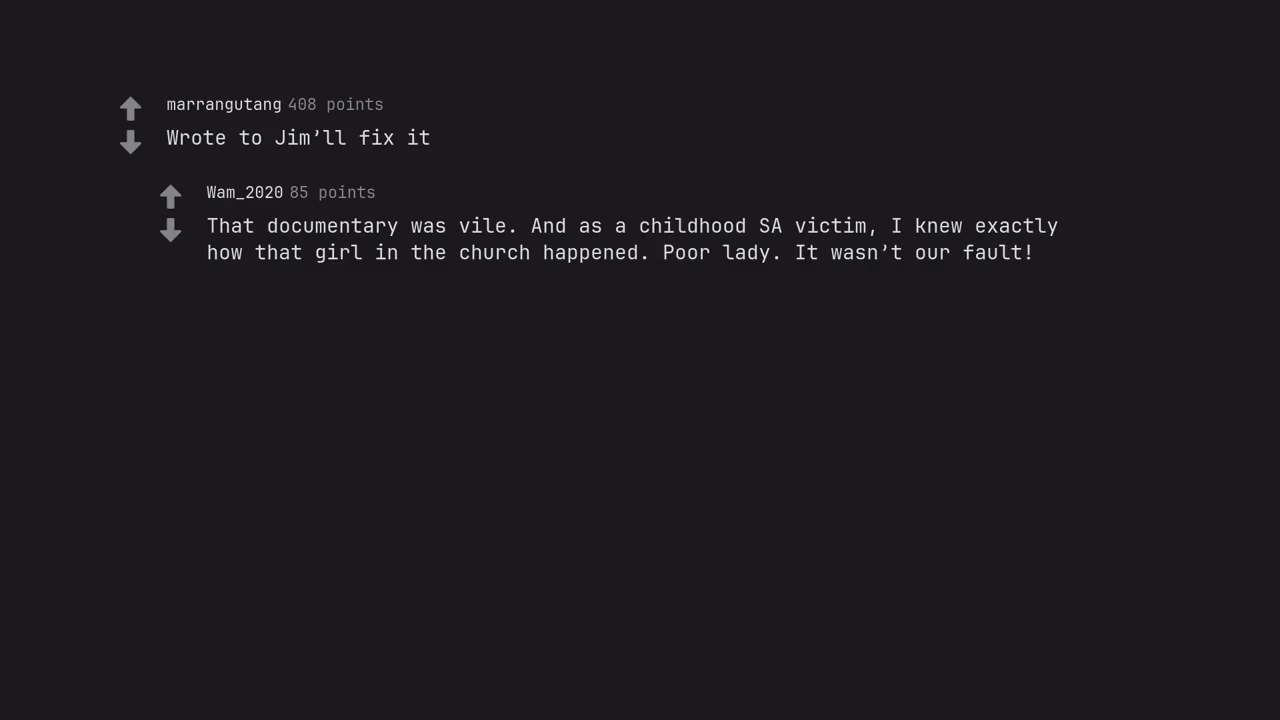 marrangutang 408 points
Wrote to Jim’ll fix it
Wam_2020 85 points
That documentary was vile. And as a childhood SA victim, I knew exactly
how that girl in the church happened. Poor lady. It wasn’t our fault!